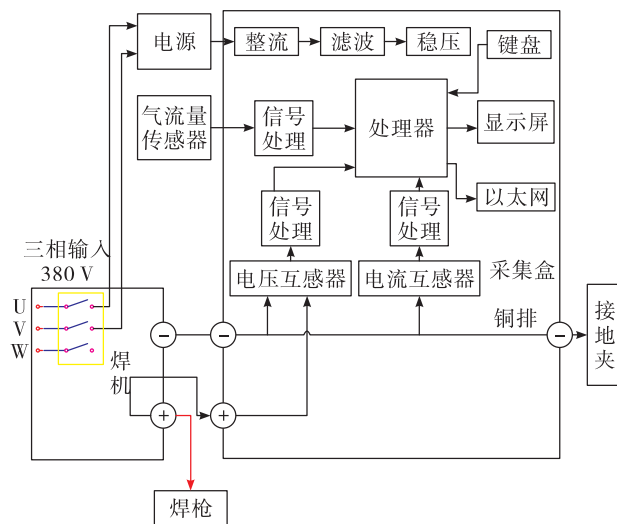 电源
整流
滤波
稳压
键盘
气流量
传感器
信号
处理
处理器
显示屏
以太网
信号
处理
信号
处理
三相输入
380 V
电压互感器
电流互感器
采集盒
U
V
W
焊
机
−
−
铜排
−
接
地
夹
+
+
焊枪